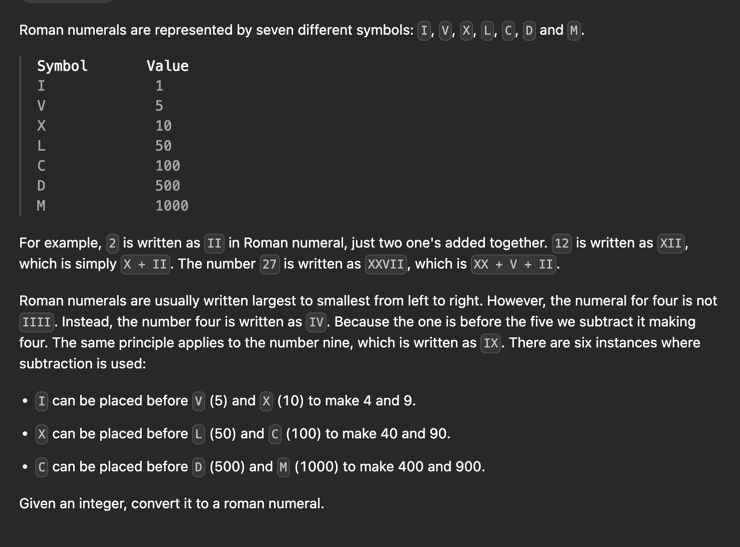 Roman numerals are represented by seven different symbols: I, V, X, L, C, D and M.
Symbol Value
I 1
V 5
X 10
L 50
C 100
D 500
M 1000
For example, 2 is written as II in Roman numeral, just two one's added together. 12 is written as XII,
which is simply X + II. The number 27 is written as XXVII, which is XX + V + II.
Roman numerals are usually written largest to smallest from left to right. However, the numeral for four is not
IIII. Instead, the number four is written as IV. Because the one is before the five we subtract it making
four. The same principle applies to the number nine, which is written as IX. There are six instances where
subtraction is used:
• I can be placed before V (5) and X (10) to make 4 and 9.
• X can be placed before L (50) and C (100) to make 40 and 90.
• C can be placed before D (500) and M (1000) to make 400 and 900.
Given an integer, convert it to a roman numeral.